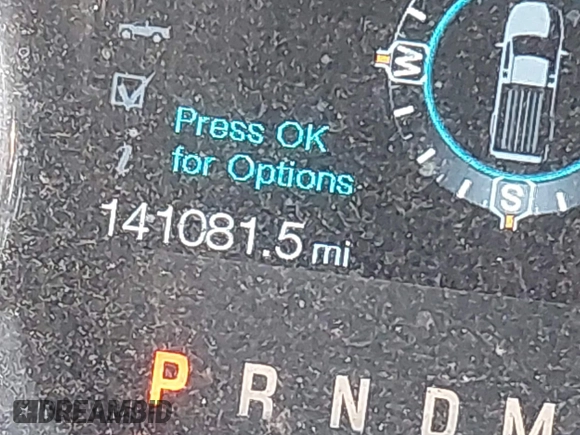 W
Press OK
for Options
S
141081.5 mi
P R N D M
DREAMBID